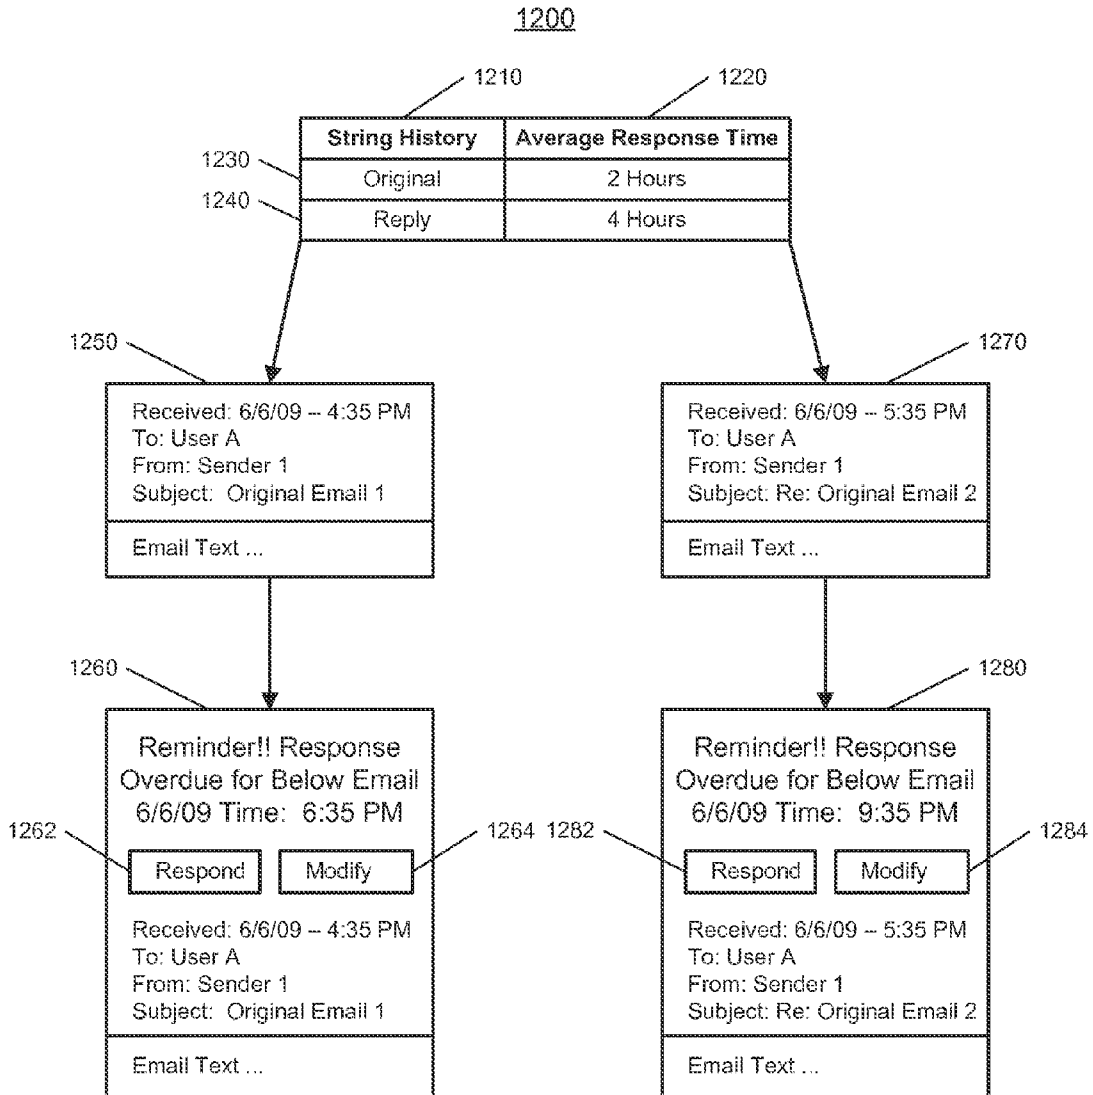 1200
1210
1220
String History Average Response Time
1230
Original 2 Hours
1240
Reply 4 Hours
1250
Received: 6/6/09 – 4:35 PM
To: User A
From: Sender 1
Subject: Original Email 1
Email Text ...
1270
Received: 6/6/09 – 5:35 PM
To: User A
From: Sender 1
Subject: Re: Original Email 2
Email Text ...
1260
Reminder!! Response
Overdue for Below Email
6/6/09 Time: 6:35 PM
1262
Respond
Modify
1264
Received: 6/6/09 – 4:35 PM
To: User A
From: Sender 1
Subject: Original Email 1
Email Text ...
1280
Reminder!! Response
Overdue for Below Email
6/6/09 Time: 9:35 PM
1282
Respond
Modify
1284
Received: 6/6/09 – 5:35 PM
To: User A
From: Sender 1
Subject: Re: Original Email 2
Email Text ...